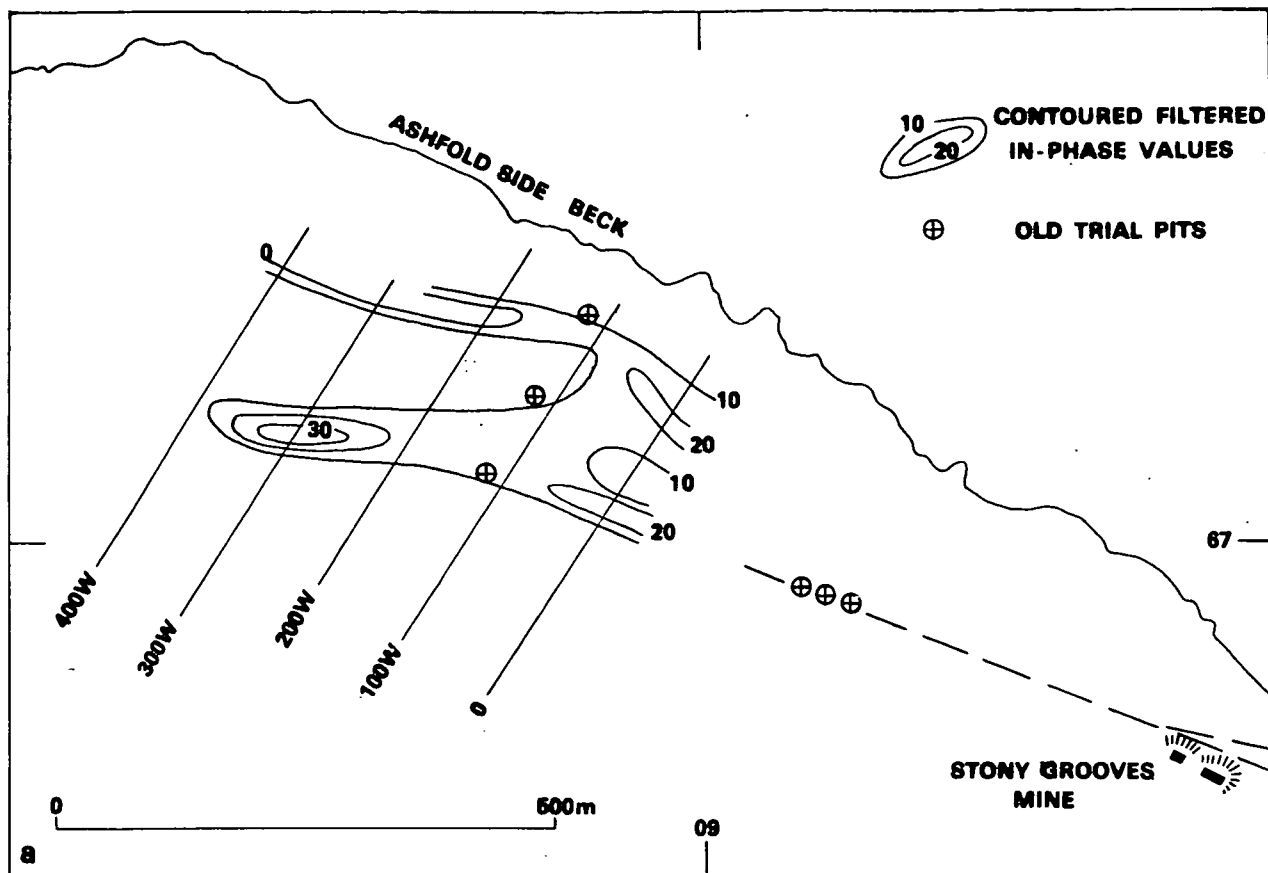 ASHFOLD SIDE BECK
10
20
CONTOURED FILTERED
IN-PHASE VALUES
OLD TRIAL PITS
0
10
20
30
10
20
67
400W
300W
200W
100W
0
STONY GROOVES
MINE
0 500m
09
a